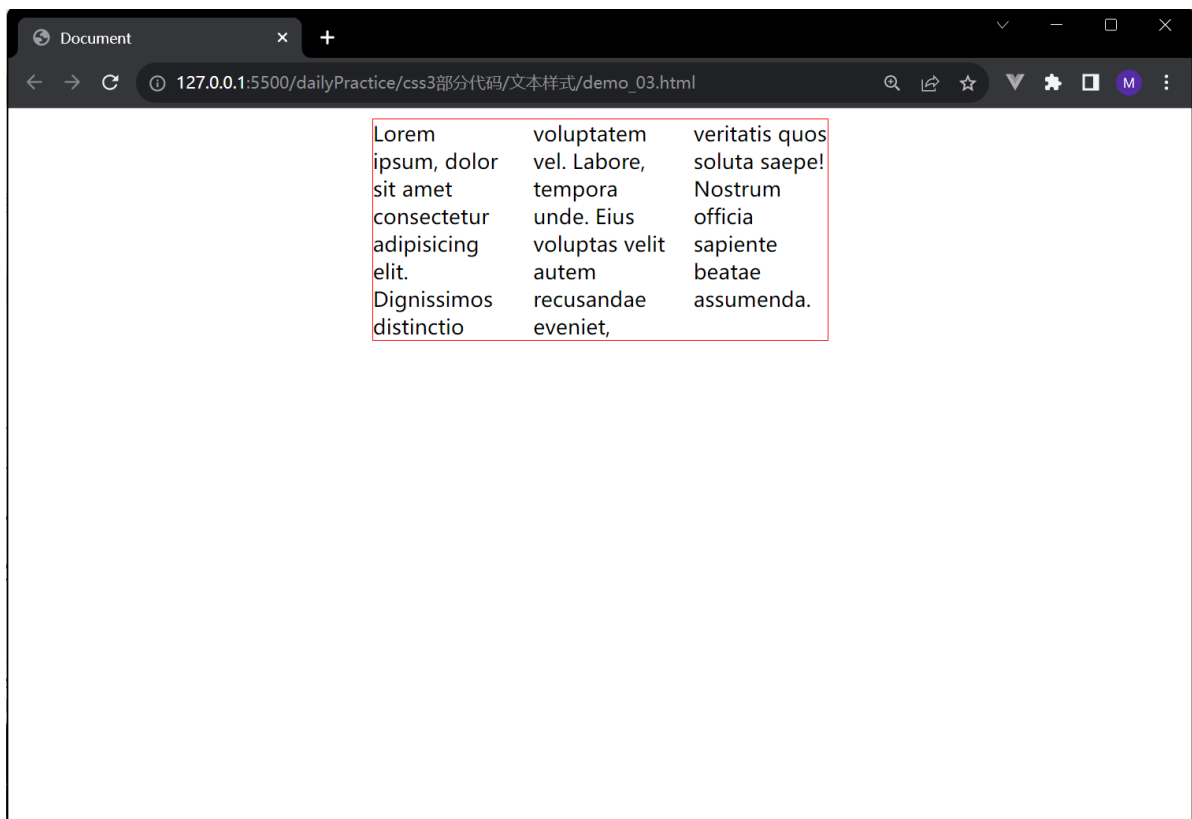 Document
127.0.0.1:5500/dailyPractice/css3部分代码/文本样式/demo_03.html
M
Lorem
ipsum, dolor
sit amet
consectetur
adipisicing
elit.
Dignissimos
distinctio
voluptatem
vel. Labore,
tempora
unde. Eius
voluptas velit
autem
recusandae
eveniet,
veritatis quos
soluta saepe!
Nostrum
officia
sapiente
beatae
assumenda.